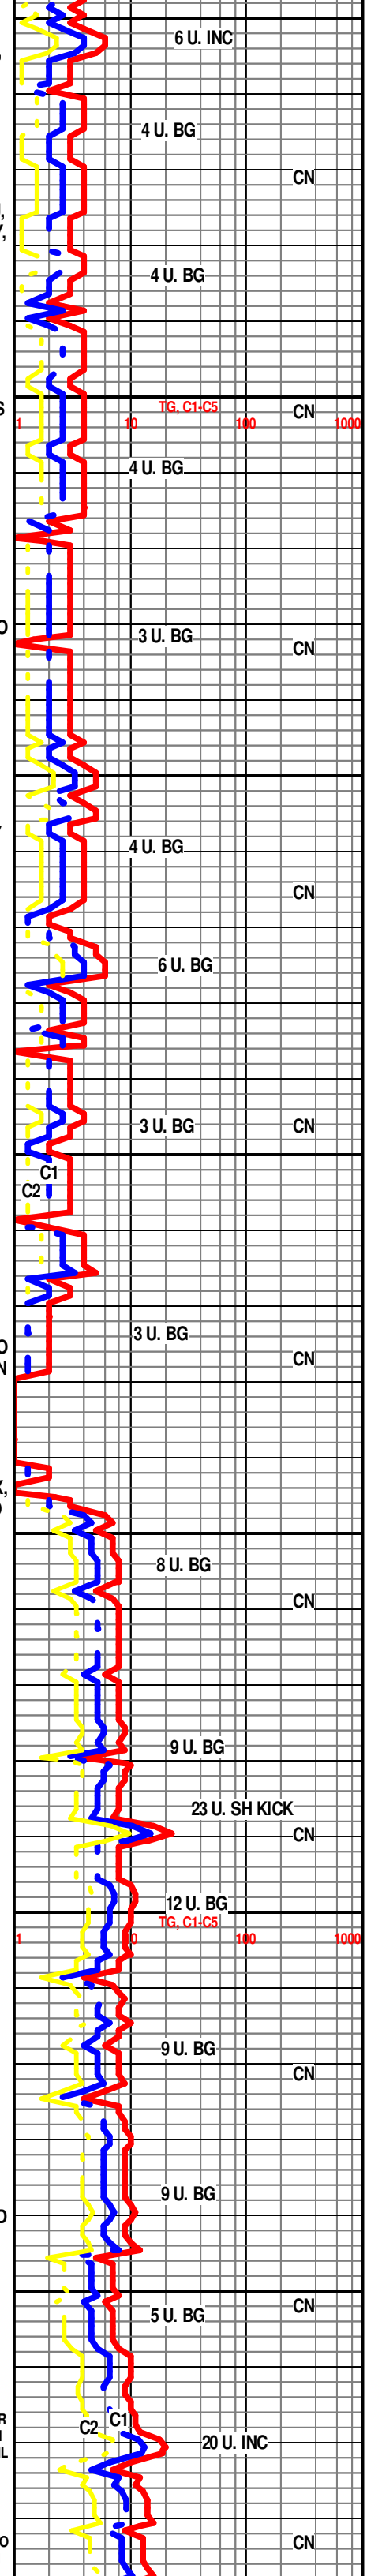 6 U. INC
4 U. BG
CN
4 U. BG
S
TG, C1-C5
CN
1 10 100 1000
4 U. BG
O
3 U. BG
CN
4 U. BG
CN
6 U. BG
3 U. BG
CN
C1
C2
3 U. BG
O
CN
N
8 U. BG
CN
9 U. BG
23 U. SH KICK
CN
12 U. BG
TG, C1-C5
1 10 100 1000
9 U. BG
CN
9 U. BG
O
CN
5 U. BG
R
C1
C2
L
20 U. INC
O
CN